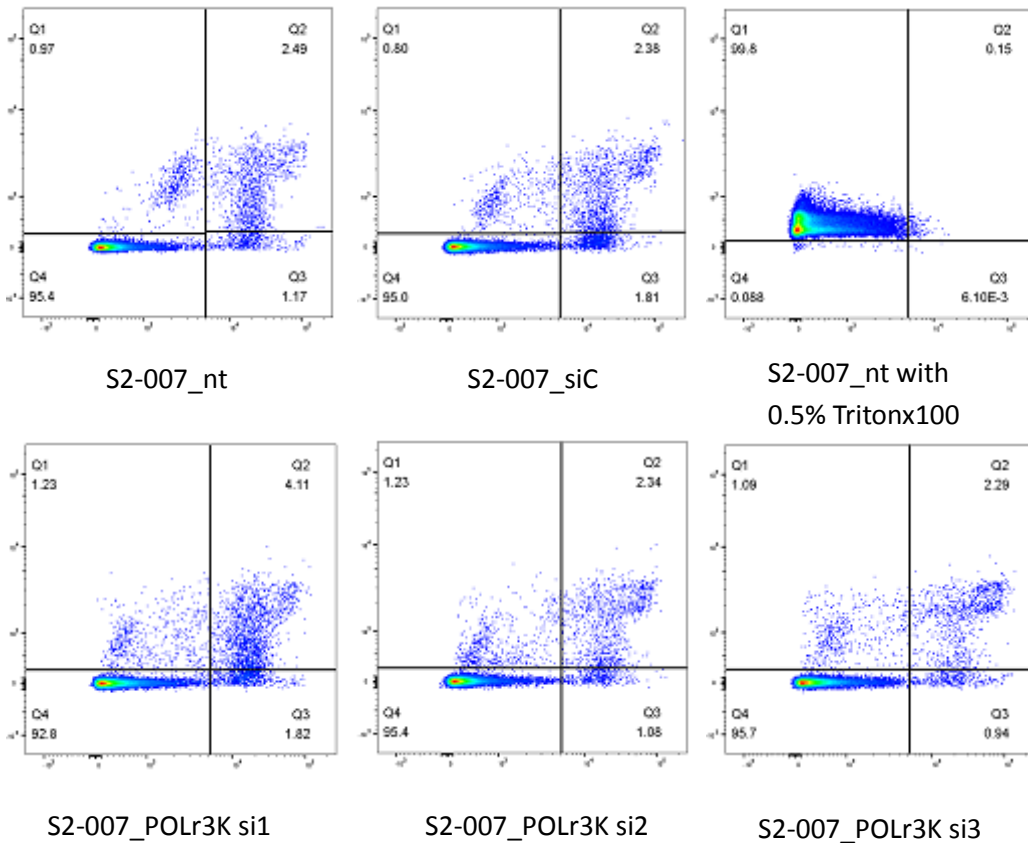 Q1
0.97
Q2
2.49
Q4
95.4
Q3
1.17
S2-007_nt
Q1
0.80
Q2
2.38
Q4
95.0
Q3
1.81
S2-007_siC
Q1
99.8
Q2
0.15
Q4
0.088
Q3
6.10E-3
S2-007_nt with
0.5% Tritonx100
Q1
1.23
Q2
4.11
Q4
92.8
Q3
1.82
S2-007_POLr3K si1
Q1
1.23
Q2
2.34
Q4
95.4
Q3
1.08
S2-007_POLr3K si2
Q1
1.09
Q2
2.29
Q4
95.7
Q3
0.94
S2-007_POLr3K si3